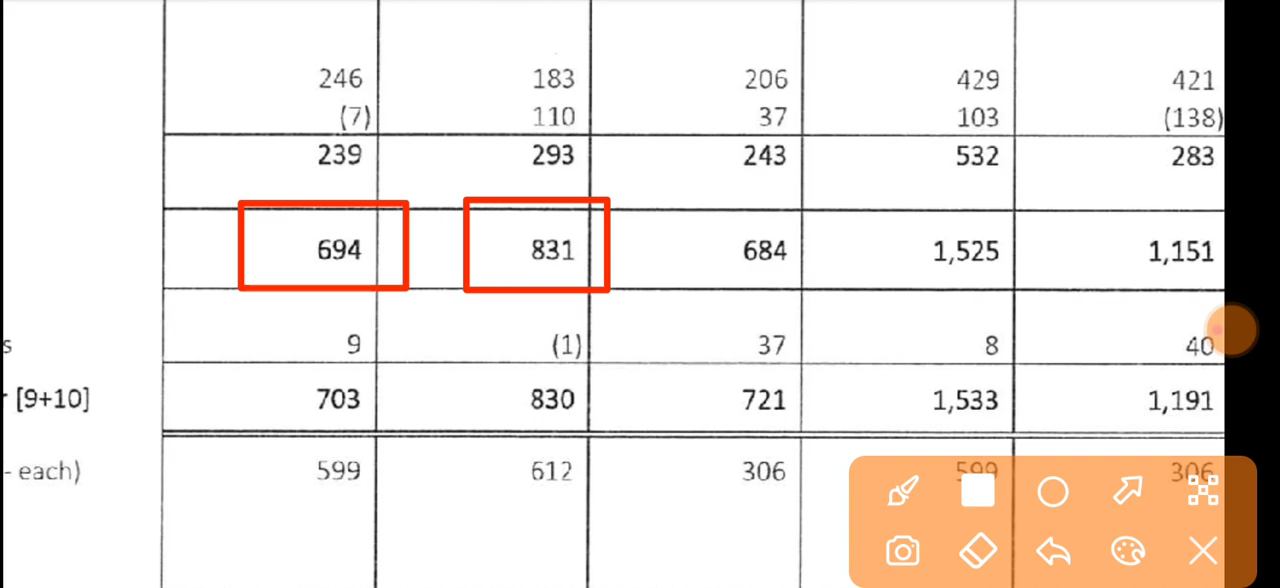 246 183 206 429 421
(7) 110 37 103 (138)
239 293 243 532 283
694 831 684 1,525 1,151
s 9 (1) 37 8 40
[9+10] 703 830 721 1,533 1,191
- each) 599 612 306 599 306